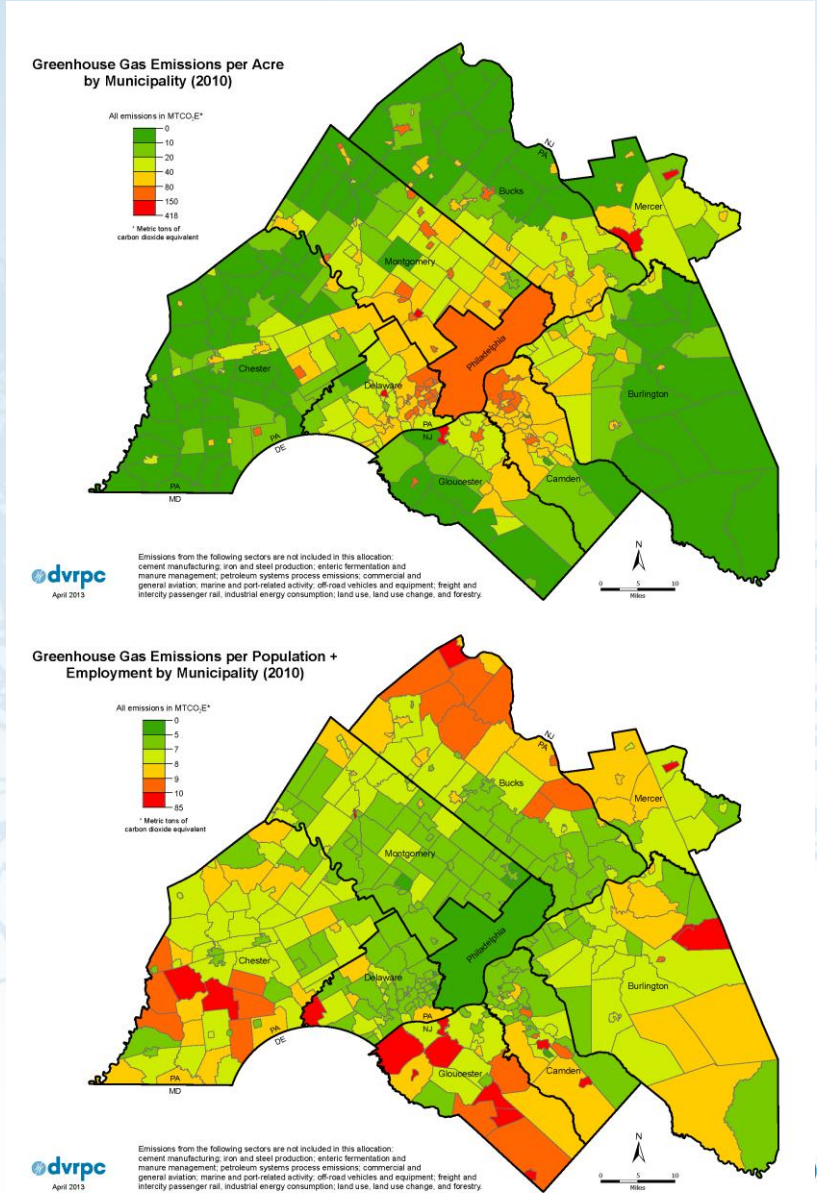 Greenhouse Gas Emissions per Acre
by Municipality (2010)
All emissions in MTCO₂E*
0
10
20
40
80
150
418
* Metric tons of
carbon dioxide equivalent
Bucks
NJ
PA
Mercer
Montgomery
Philadelphia
Chester
Delaware
Burlington
PA
DE
PA
NJ
Gloucester
Camden
PA
MD
dvrpc
April 2013
Emissions from the following sectors are not included in this allocation:
cement manufacturing; iron and steel production; enteric fermentation and
manure management; petroleum systems process emissions; commercial and
general aviation; marine and port-related activity; off-road vehicles and equipment; freight and
intercity passenger rail, industrial energy consumption; land use, land use change, and forestry.
N
0 5 10
Miles
Greenhouse Gas Emissions per Population +
Employment by Municipality (2010)
All emissions in MTCO₂E*
0
5
7
8
9
10
85
* Metric tons of
carbon dioxide equivalent
NJ
PA
Bucks
Mercer
Montgomery
Philadelphia
Chester
Delaware
Burlington
PA
DE
PA
NJ
Gloucester
Camden
PA
MD
dvrpc
April 2013
Emissions from the following sectors are not included in this allocation:
cement manufacturing; iron and steel production; enteric fermentation and
manure management; petroleum systems process emissions; commercial and
general aviation; marine and port-related activity; off-road vehicles and equipment; freight and
intercity passenger rail, industrial energy consumption; land use, land use change, and forestry.
N
0 5 10
Miles